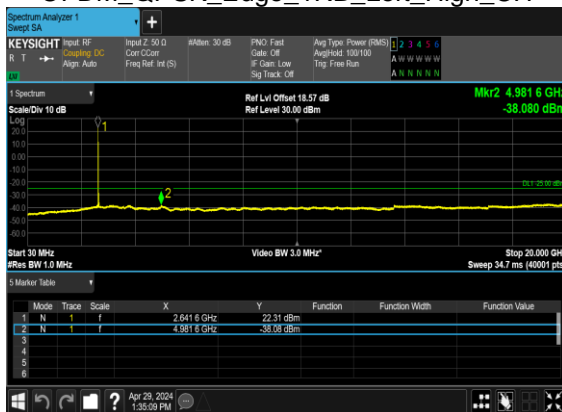 Spectrum Analyzer 1
Swept SA
KEYSIGHT Input: RF Input Z: 50 Ω #Atten: 30 dB PNO: Fast Avg Type: Power (RMS) 1 2 3 4 5 6
R T Coupling: DC Corr CCorr Gate: Off Avg|Hold: 100/100 A W W W W W
Align: Auto Freq Ref: Int (S) IF Gain: Low Trig: Free Run
Sig Track: Off A N N N N N
1 Spectrum Ref Lvl Offset 18.57 dB Mkr2 4.981 6 GHz
Scale/Div 10 dB Ref Level 30.00 dBm -38.080 dBm
Log
20.0
10.0
0.00
-10.0
-20.0
-30.0
-40.0
-50.0
-60.0
1
2
Start 30 MHz Video BW 3.0 MHz* Stop 20.000 GH
#Res BW 1.0 MHz Sweep 34.7 ms (40001 pts
5 Marker Table
Mode Trace Scale X Y Function Function Width Function Value
1 N 1 f 2.641 6 GHz 22.31 dBm
2 N 1 f 4.981 6 GHz -38.08 dBm
3
4
5
6
Apr 29, 2024
1:35:09 PM